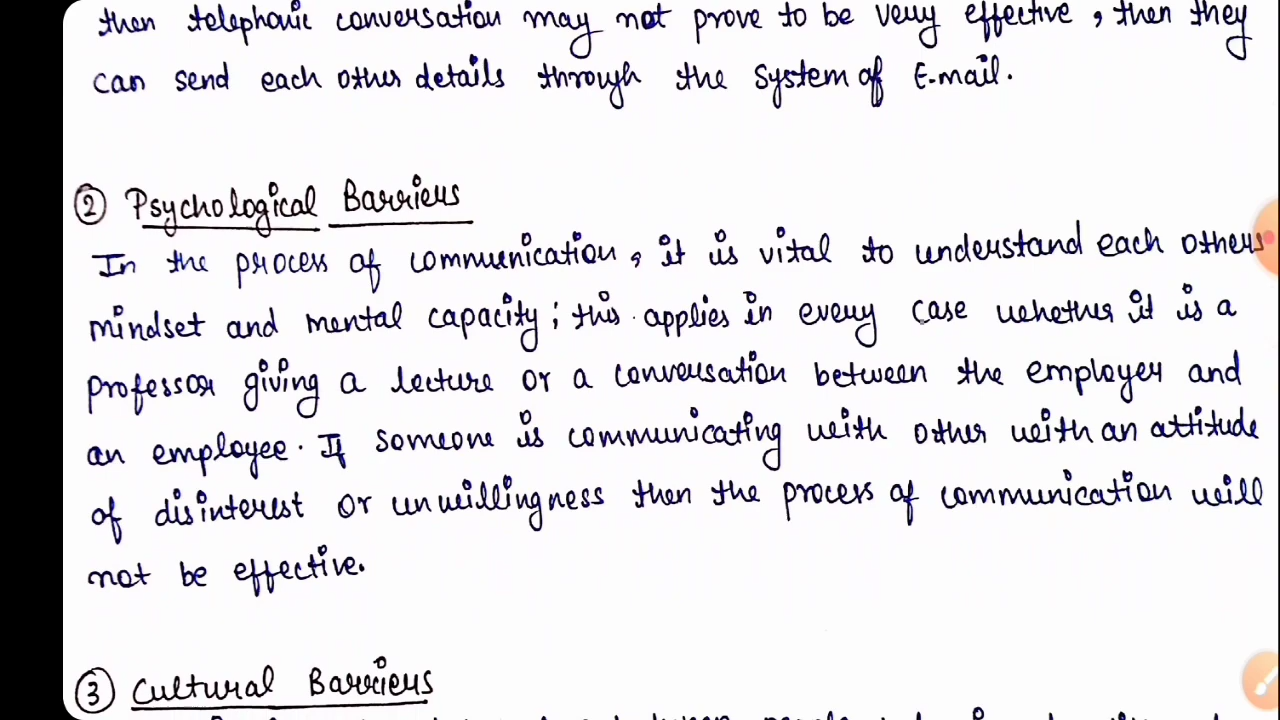 then telephonic conversation may not prove to be very effective, then they
can send each other details through the system of E-mail.
② Psychological Barriers
In the process of communication, it is vital to understand each others
mindset and mental capacity; this applies in every case whether it is a
professor giving a lecture or a conversation between the employer and
an employee. If someone is communicating with other with an attitude
of disinterest or unwillingness then the process of communication will
not be effective.
③ Cultural Barriers